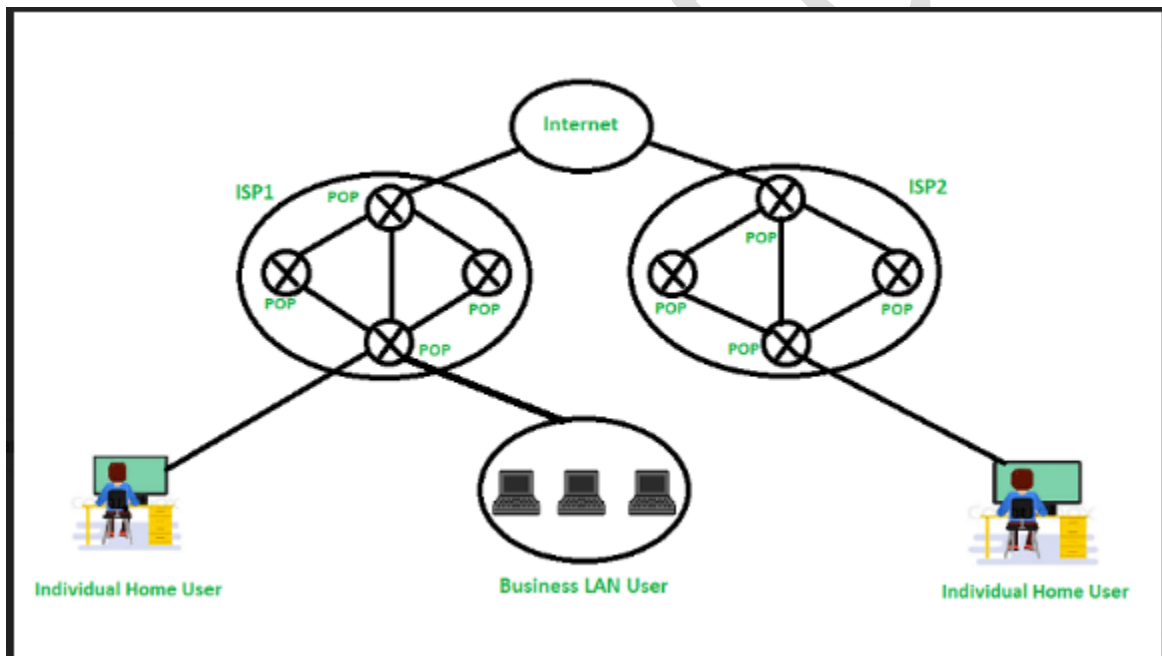 Internet
ISP1
ISP2
POP
POP
POP
POP
POP
POP
POP
POP
Individual Home User
Business LAN User
Individual Home User